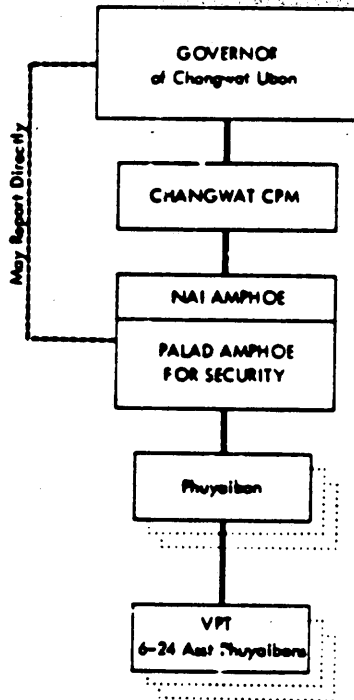 GOVERNOR
of Changwat Ubon
May Report Directly
CHANGWAT CPM
NAI AMPHOE
PALAD AMPHOE
FOR SECURITY
Phuyaiban
VPT
6-24 Asst Phuyaibans